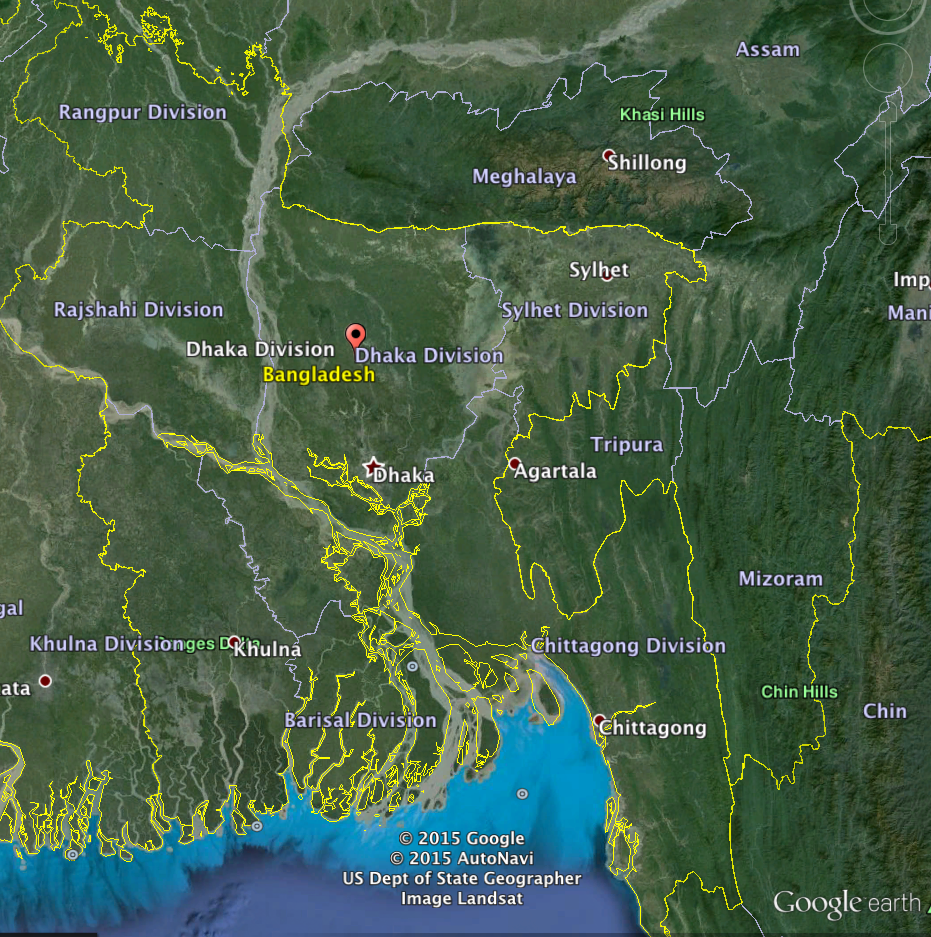 Assam
Rangpur Division
Khasi Hills
Shillong
Meghalaya
Sylhet
Imp
Rajshahi Division
Sylhet Division
Mani
Dhaka Division
Dhaka Division
Bangladesh
Tripura
Dhaka
Agartala
Mizoram
gal
Khulna Division
Khulna
Chittagong Division
ata
Chin Hills
Barisal Division
Chin
Chittagong
© 2015 Google
© 2015 AutoNavi
US Dept of State Geographer
Image Landsat
Google earth